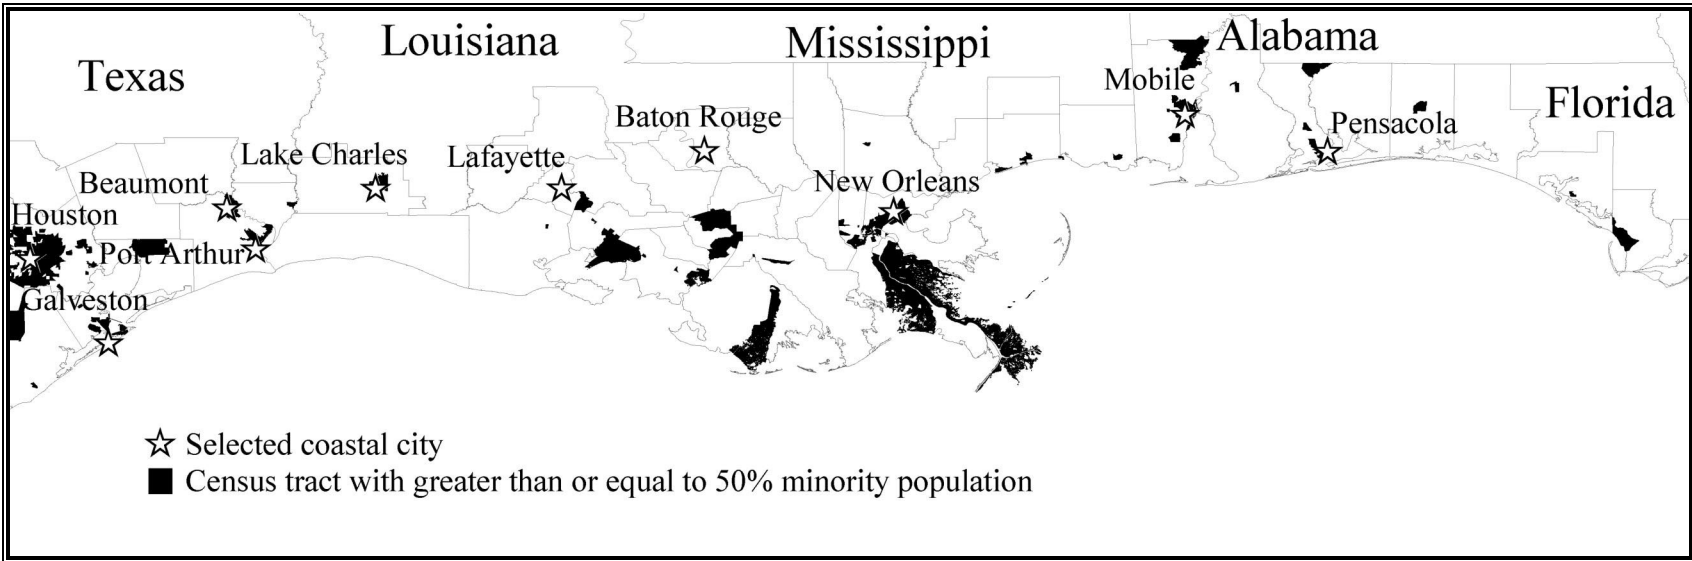 Louisiana
Mississippi
Alabama
Texas
Mobile
Florida
Baton Rouge
Pensacola
Lake Charles
Lafayette
Beaumont
New Orleans
Houston
Port Arthur
Galveston
Selected coastal city
Census tract with greater than or equal to 50% minority population